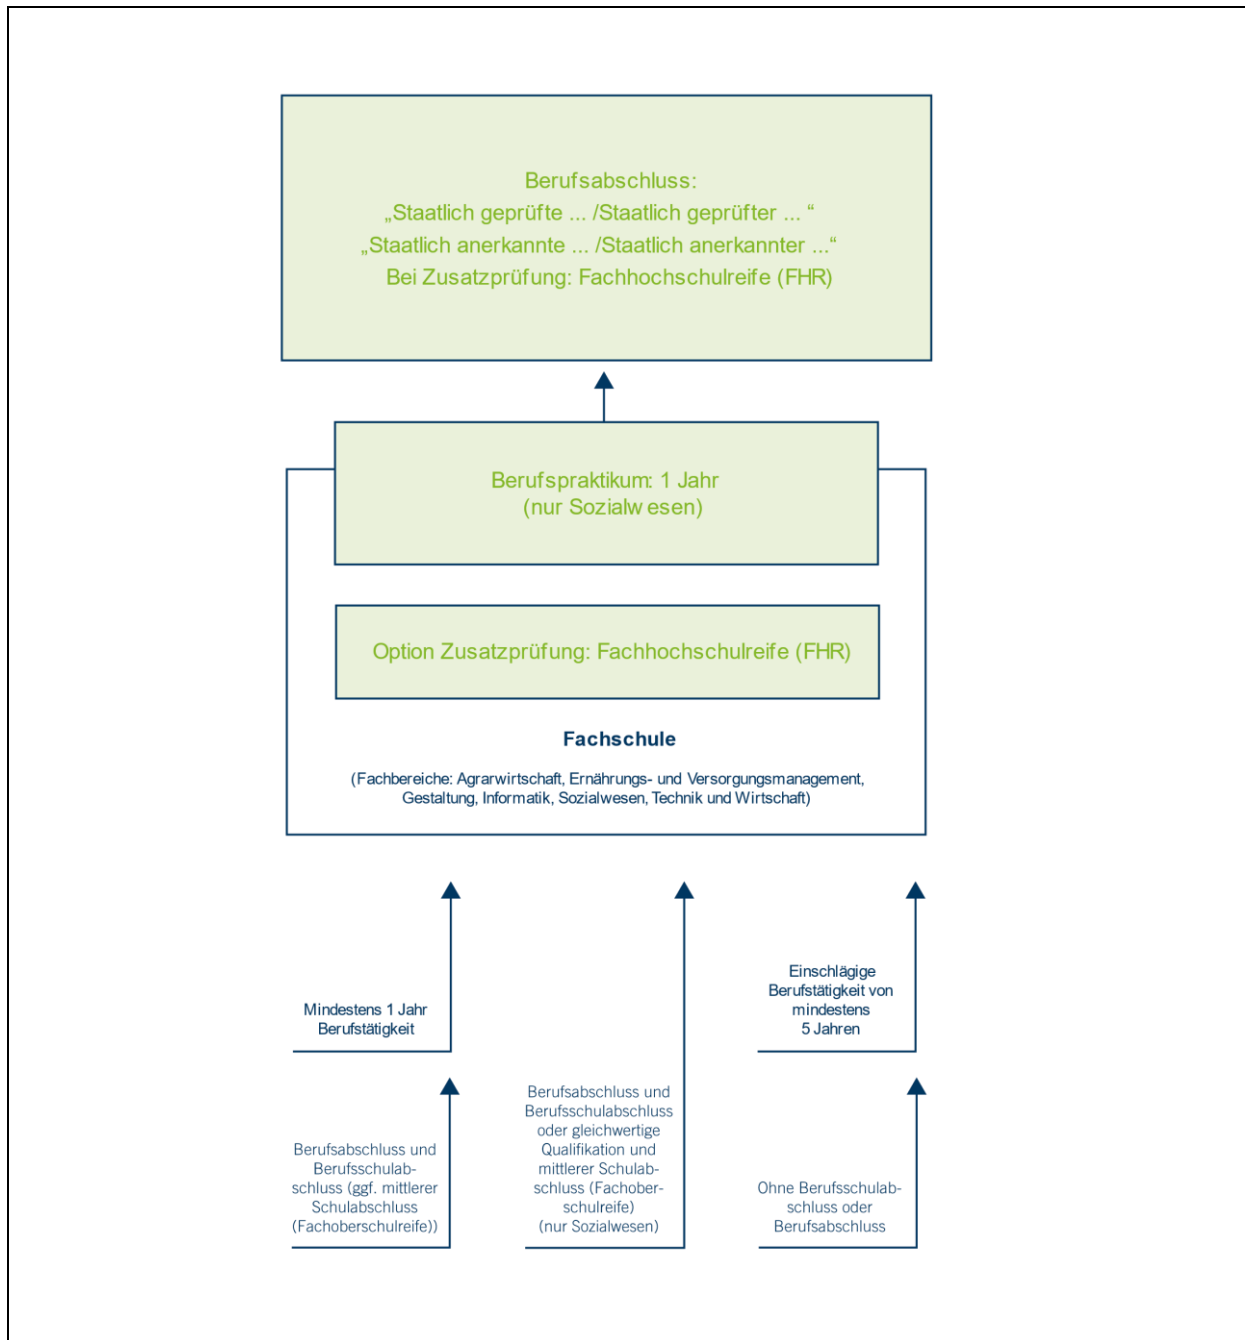 Berufsabschluss:
„Staatlich geprüfte ... /Staatlich geprüfter ... “
„Staatlich anerkannte ... /Staatlich anerkannter ...“
Bei Zusatzprüfung: Fachhochschulreife (FHR)
Berufspraktikum: 1 Jahr
(nur Sozialwesen)
Option Zusatzprüfung: Fachhochschulreife (FHR)
Fachschule
(Fachbereiche: Agrarwirtschaft, Ernährungs- und Versorgungsmanagement,
Gestaltung, Informatik, Sozialwesen, Technik und Wirtschaft)
Mindestens 1 Jahr
Berufstätigkeit
Berufsabschluss und
Berufsschulab-
schluss (ggf. mittlerer
Schulabschluss
(Fachoberschulreife))
Berufsabschluss und
Berufsschulabschluss
oder gleichwertige
Qualifikation und
mittlerer Schulab-
schluss (Fachober-
schulreife)
(nur Sozialwesen)
Einschlägige
Berufstätigkeit von
mindestens
5 Jahren
Ohne Berufsschulab-
schluss oder
Berufsabschluss